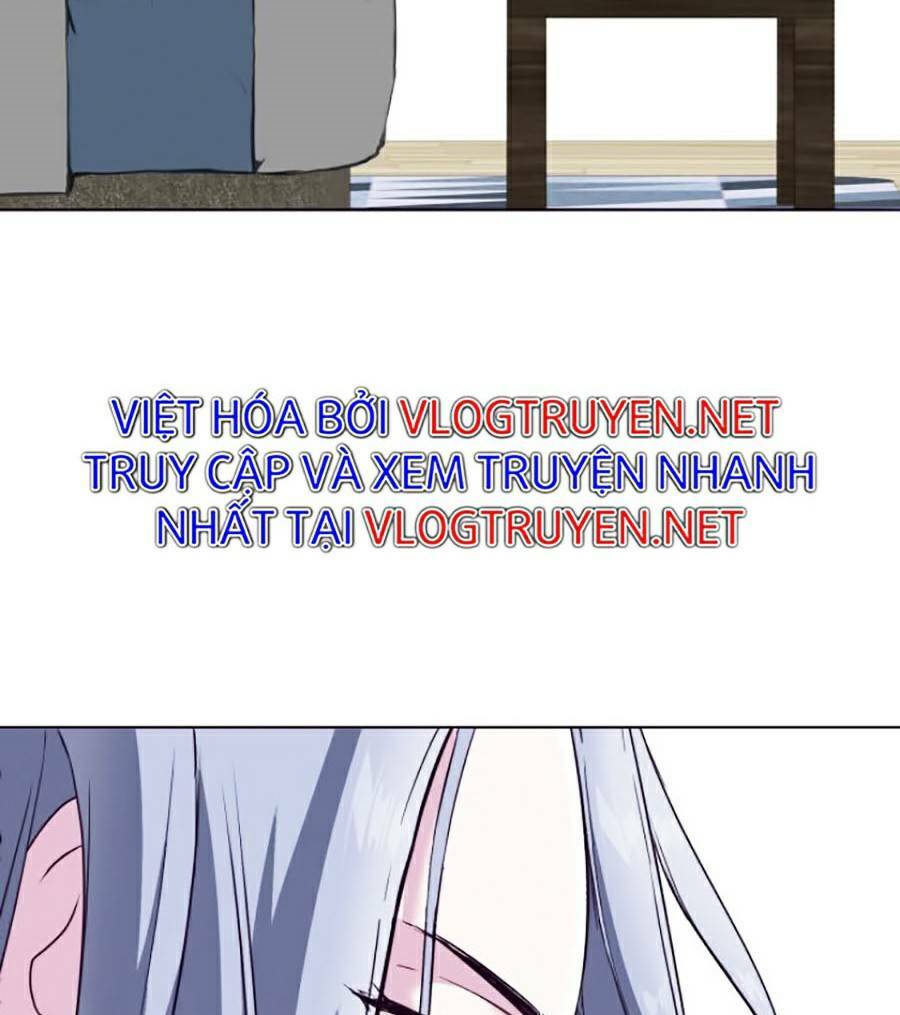 VIỆT HÓA BỞI VLOGTRUYEN.NET
TRUY CẬP VÀ XEM TRUYỆN NHANH
NHẤT TẠI VLOGTRUYEN.NET